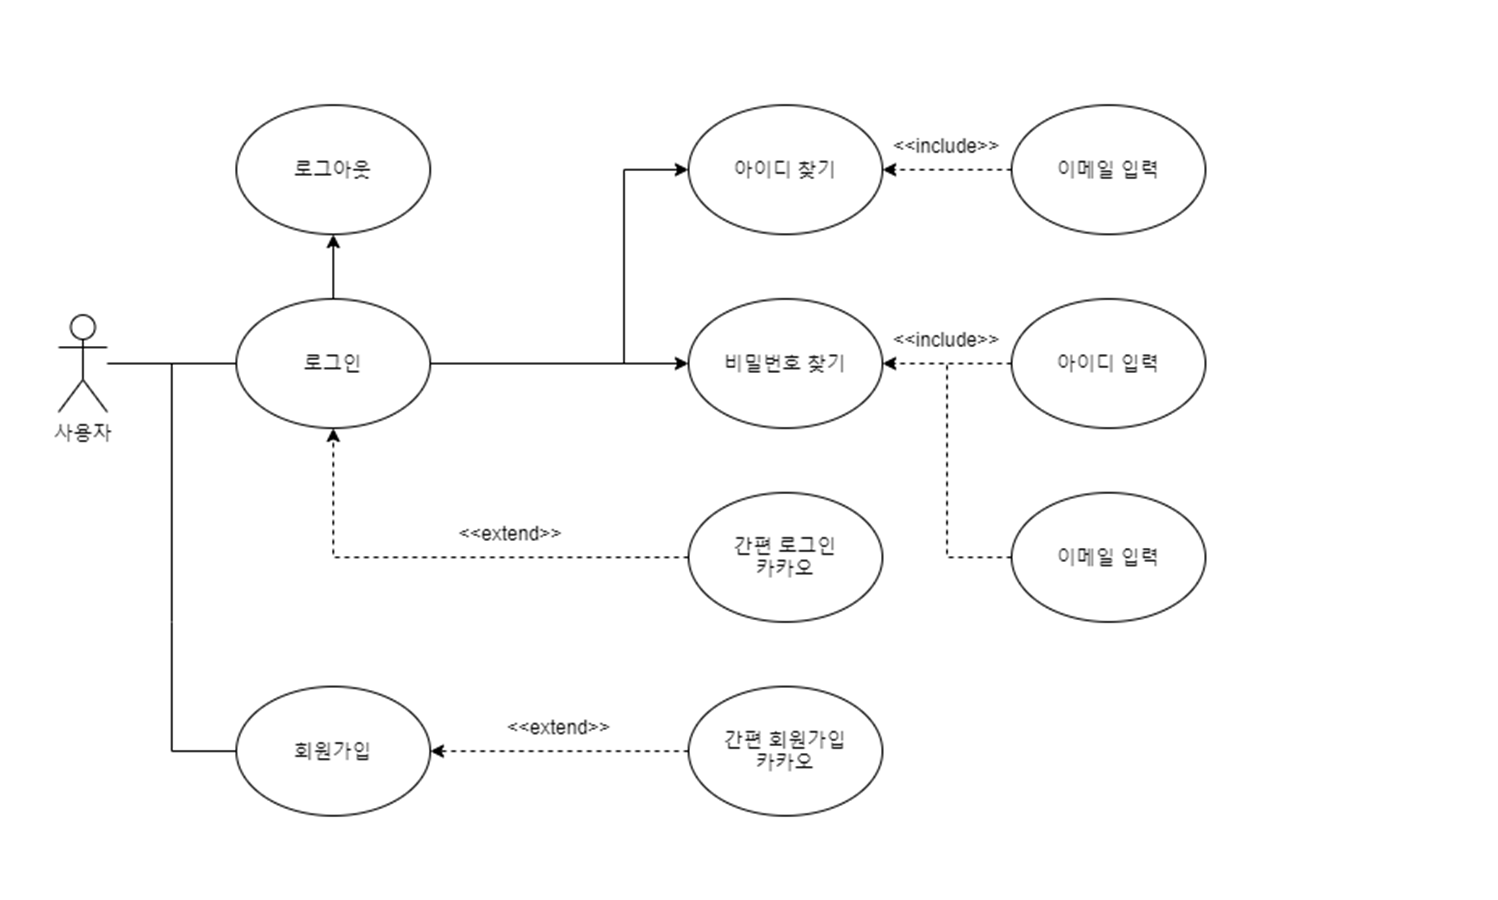 로그아웃
아이디 찾기
<<include>>
이메일 입력
사용자
로그인
비밀번호 찾기
<<include>>
아이디 입력
<<extend>>
간편 로그인
카카오
이메일 입력
회원가입
<<extend>>
간편 회원가입
카카오